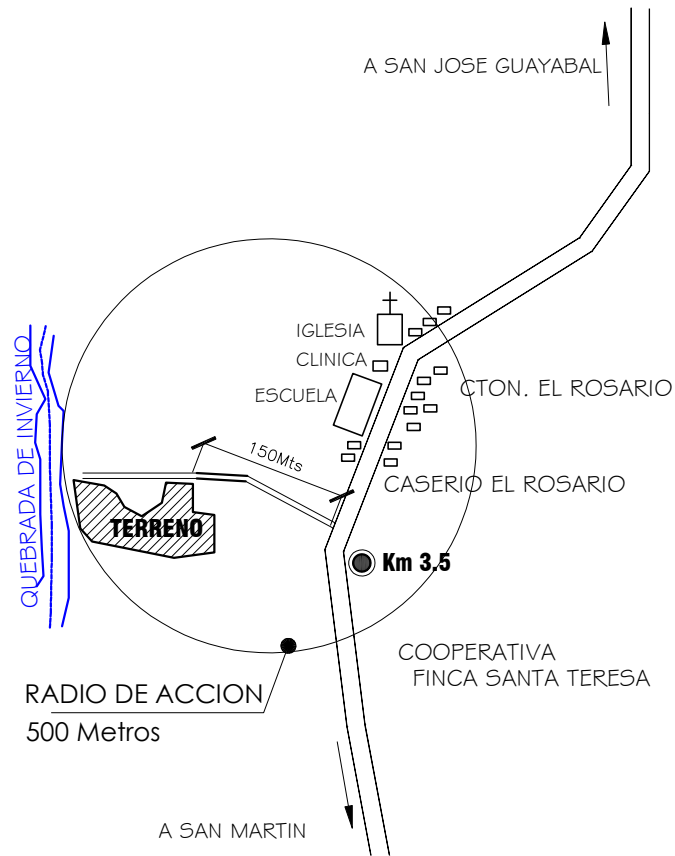 A SAN JOSE GUAYABAL
IGLESIA
CLINICA
ESCUELA
CTON. EL ROSARIO
QUEBRADA DE INVIERNO
150Mts
CASERIO EL ROSARIO
TERRENO
Km 3.5
COOPERATIVA
FINCA SANTA TERESA
RADIO DE ACCION
500 Metros
A SAN MARTIN